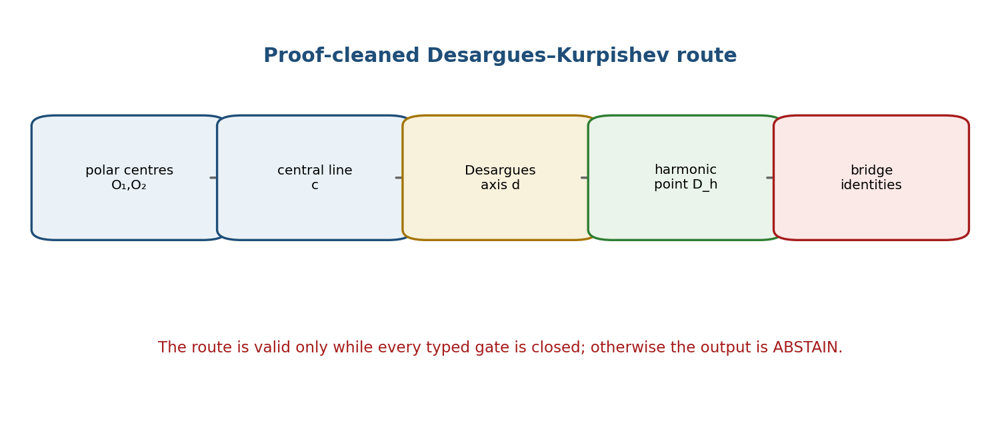 Proof-cleaned Desargues–Kurpishev route
polar centres
O₁,O₂
central line
c
Desargues
axis d
harmonic
point D_h
bridge
identities
The route is valid only while every typed gate is closed; otherwise the output is ABSTAIN.